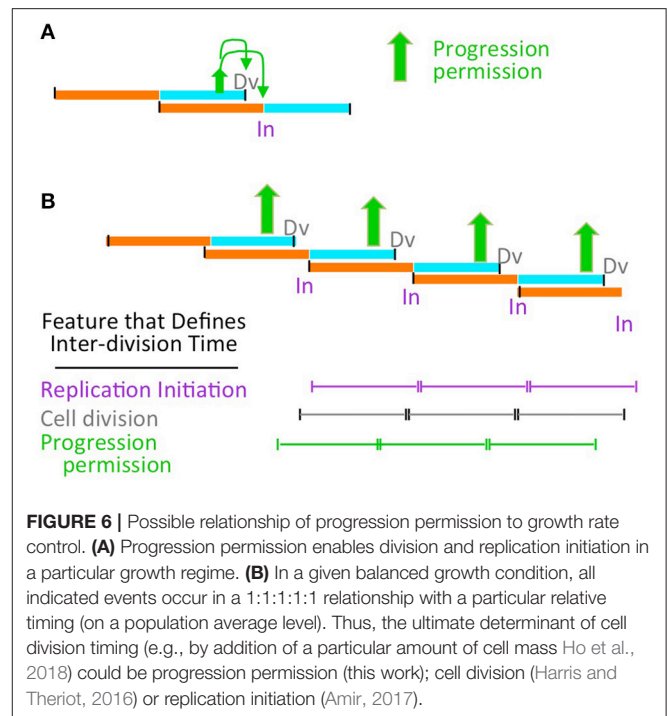 A
Progression
permission
Dv
In
B
Dv
Dv
Dv
Dv
In
In
In
In
Feature that Defines
Inter-division Time
Replication Initiation
Cell division
Progression
permission
FIGURE 6 | Possible relationship of progression permission to growth rate
control. (A) Progression permission enables division and replication initiation in
a particular growth regime. (B) In a given balanced growth condition, all
indicated events occur in a 1:1:1:1:1 relationship with a particular relative
timing (on a population average level). Thus, the ultimate determinant of cell
division timing (e.g., by addition of a particular amount of cell mass Ho et al.,
2018) could be progression permission (this work); cell division (Harris and
Theriot, 2016) or replication initiation (Amir, 2017).